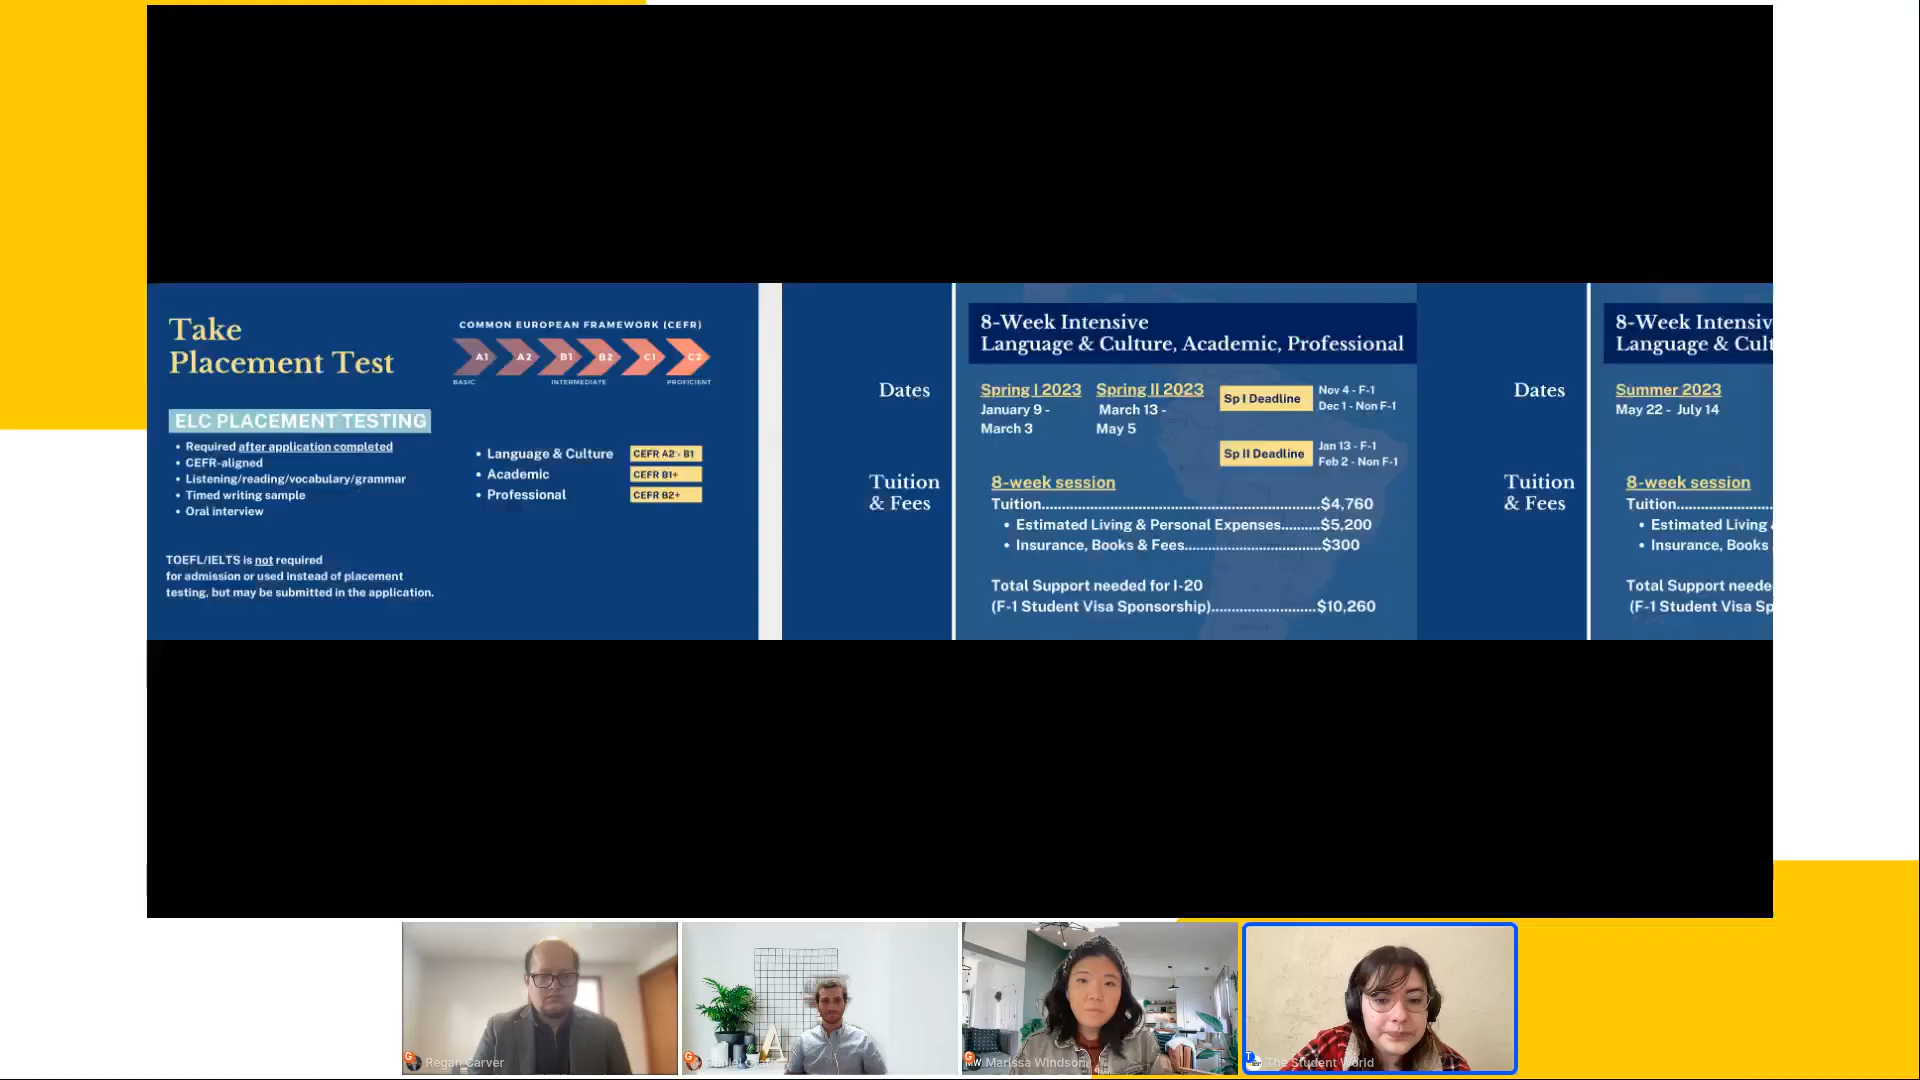 Take
Placement Test
ELC PLACEMENT TESTING
• Required after application completed
• CEFR-aligned
• Listening/reading/vocabulary/grammar
• Timed writing sample
• Oral interview
TOEFL/IELTS is not required
for admission or used instead of placement
testing, but may be submitted in the application.
COMMON EUROPEAN FRAMEWORK (CEFR)
A1 A2 B1 B2 C1 C2
BASIC INTERMEDIATE PROFICIENT
• Language & Culture CEFR A2 - B1
• Academic CEFR B1+
• Professional CEFR B2+
8-Week Intensive
Language & Culture, Academic, Professional
Dates
Spring I 2023
January 9 -
March 3
Spring II 2023
March 13 -
May 5
Sp I Deadline
Nov 4 - F-1
Dec 1 - Non F-1
Sp II Deadline
Jan 13 - F-1
Feb 2 - Non F-1
Tuition
& Fees
8-week session
Tuition..................................................................$4,760
• Estimated Living & Personal Expenses..........$5,200
• Insurance, Books & Fees..................................$300
Total Support needed for I-20
(F-1 Student Visa Sponsorship)..........................$10,260
8-Week Intensiv
Language & Cult
Dates
Summer 2023
May 22 - July 14
Tuition
& Fees
8-week session
Tuition
• Estimated Living
• Insurance, Books
Total Support neede
(F-1 Student Visa Sp
Regan Carver
Marissa Windson
The Student World